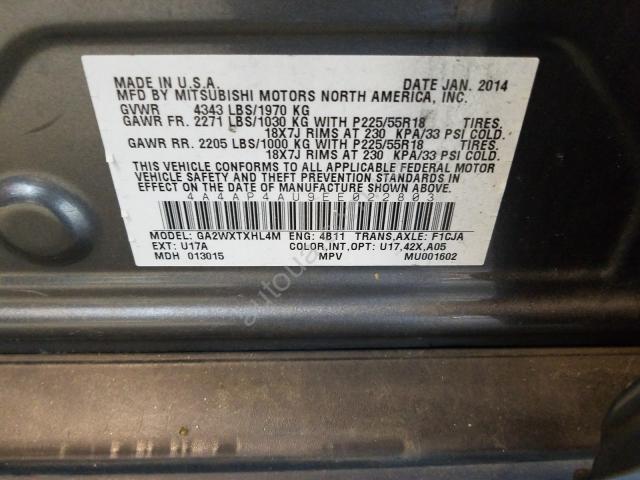 MADE IN U.S.A. DATE JAN. 2014
MFD BY MITSUBISHI MOTORS NORTH AMERICA, INC.
GVWR 4343 LBS/1970 KG
GAWR FR. 2271 LBS/1030 KG WITH P225/55R18 TIRES,
18X7J RIMS AT 230 KPA/33 PSI COLD.
GAWR RR. 2205 LBS/1000 KG WITH P225/55R18 TIRES,
18X7J RIMS AT 230 KPA/33 PSI COLD.
THIS VEHICLE CONFORMS TO ALL APPLICABLE FEDERAL MOTOR
VEHICLE SAFETY AND THEFT PREVENTION STANDARDS IN
EFFECT ON THE DATE OF MANUFACTURE SHOWN ABOVE.
4A4AP4AU9EE022803
MODEL: GA2WXTXHL4M ENG: 4B11 TRANS,AXLE: F1CJA
EXT: U17A COLOR,INT,OPT: U17,42X,A05
MDH 013015 MPV MU001602
autoua